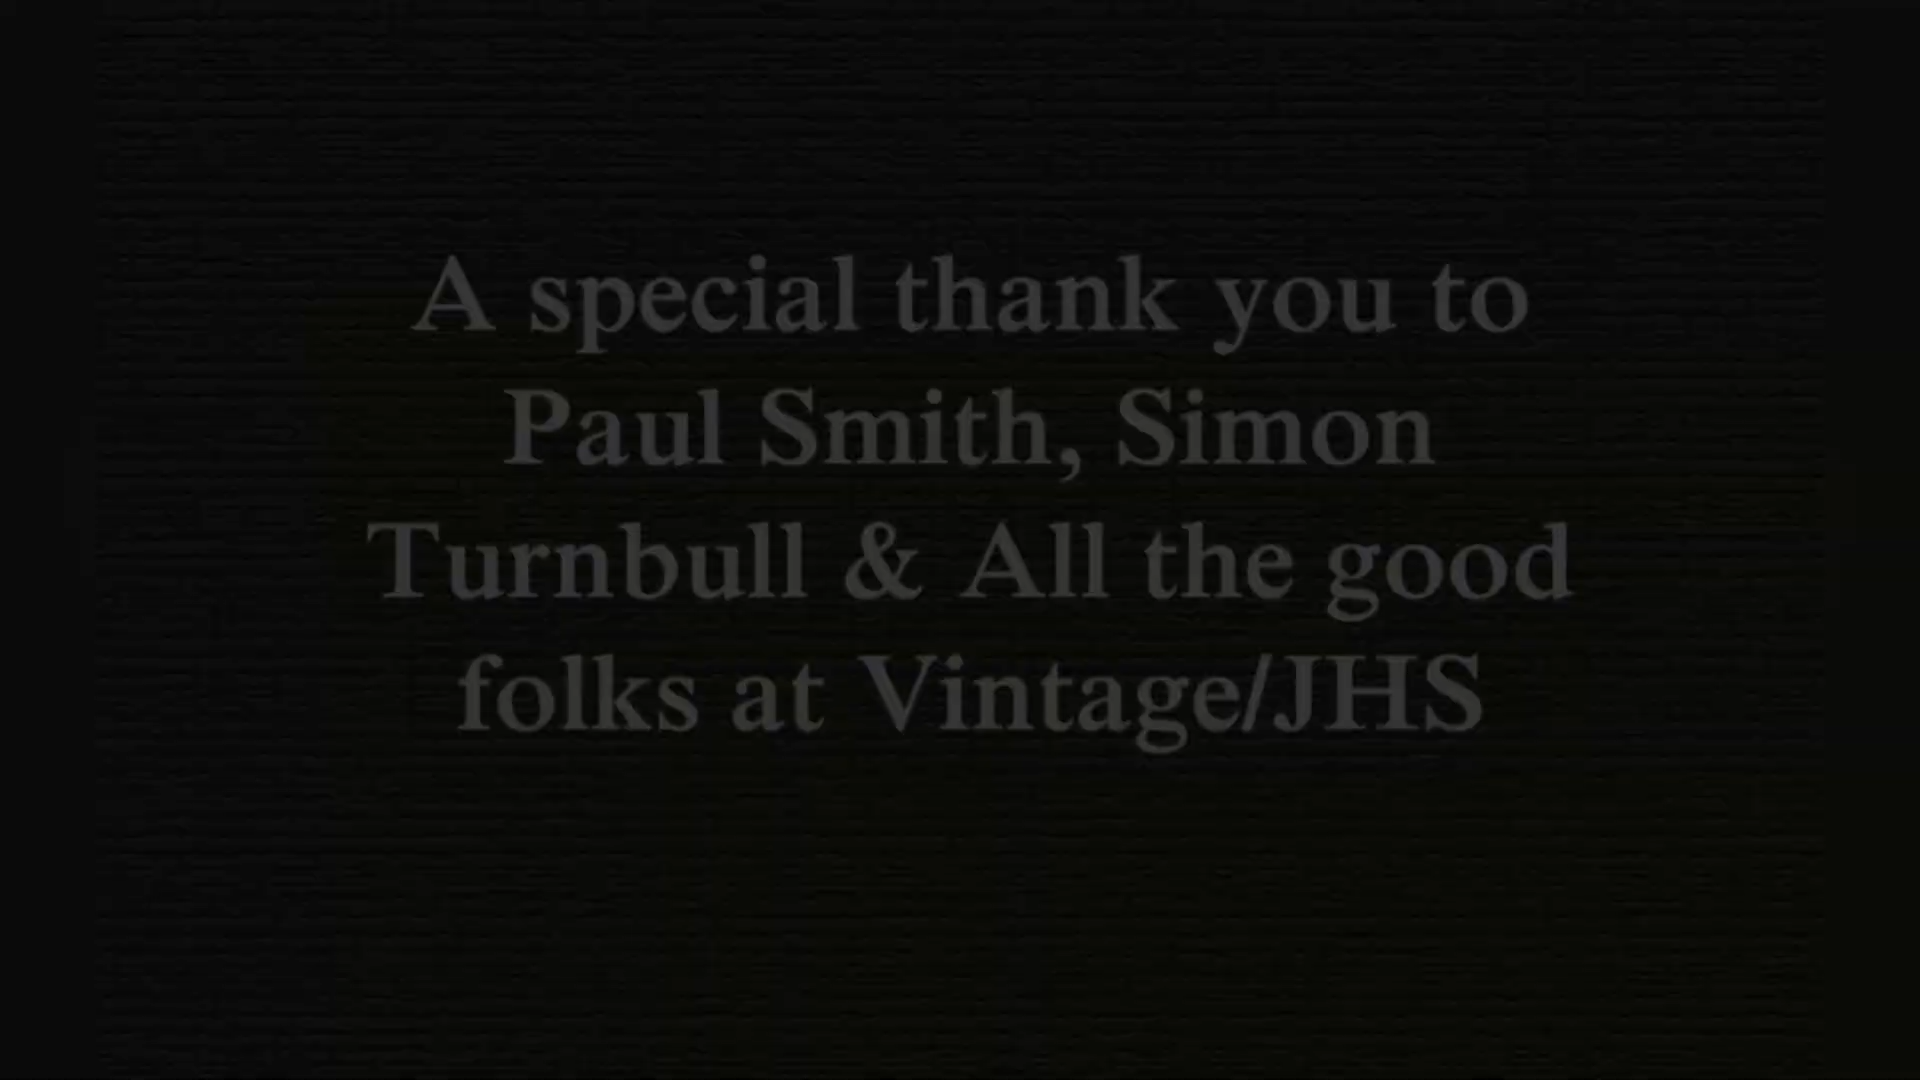 A special thank you to
Paul Smith, Simon
Turnbull & All the good
folks at Vintage/JHS